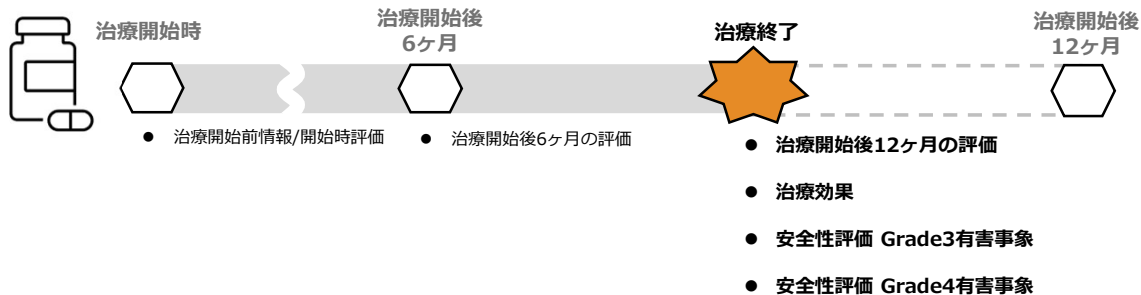 治療開始時
治療開始後
6ヶ月
治療終了
治療開始後
12ヶ月
● 治療開始前情報/開始時評価
● 治療開始後6ヶ月の評価
● 治療開始後12ヶ月の評価
● 治療効果
● 安全性評価 Grade3有害事象
● 安全性評価 Grade4有害事象